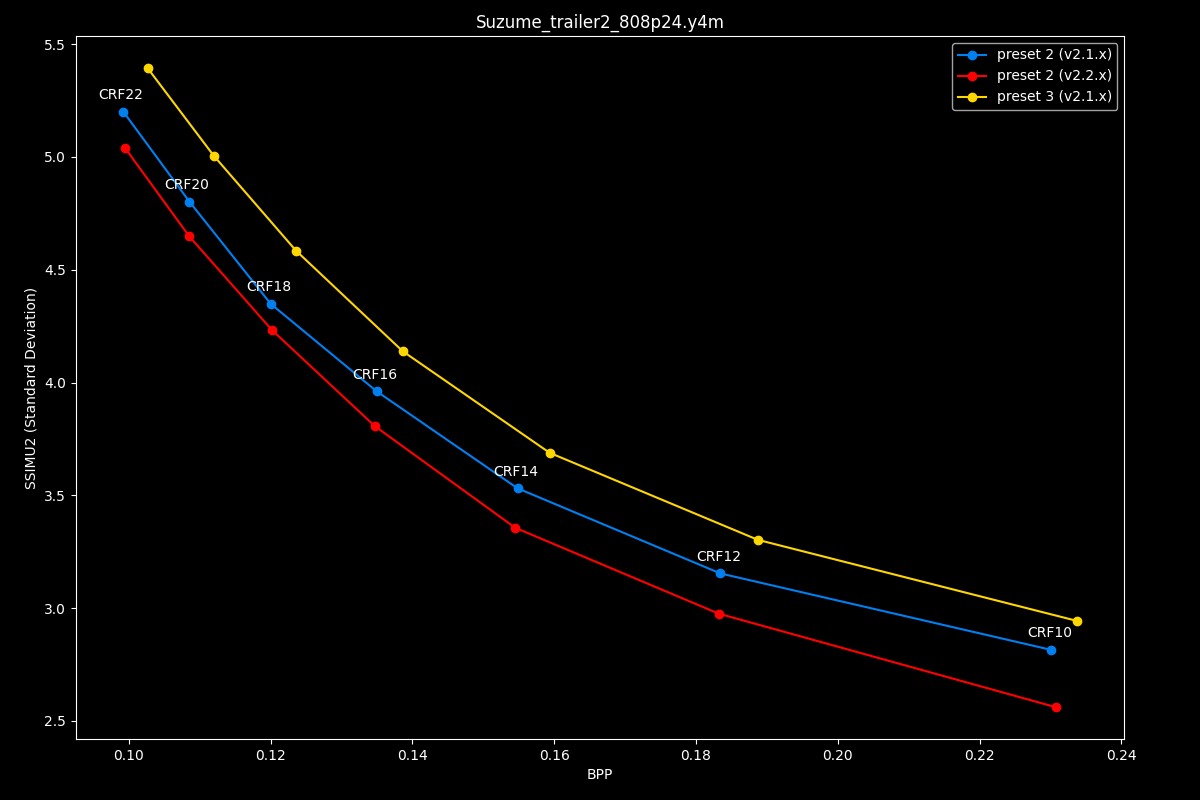 Suzume_trailer2_808p24.y4m
preset 2 (v2.1.x)
preset 2 (v2.2.x)
preset 3 (v2.1.x)
5.5
5.0
4.5
4.0
3.5
3.0
2.5
SSIMU2 (Standard Deviation)
CRF22
CRF20
CRF18
CRF16
CRF14
CRF12
CRF10
0.10
0.12
0.14
0.16
0.18
0.20
0.22
0.24
BPP